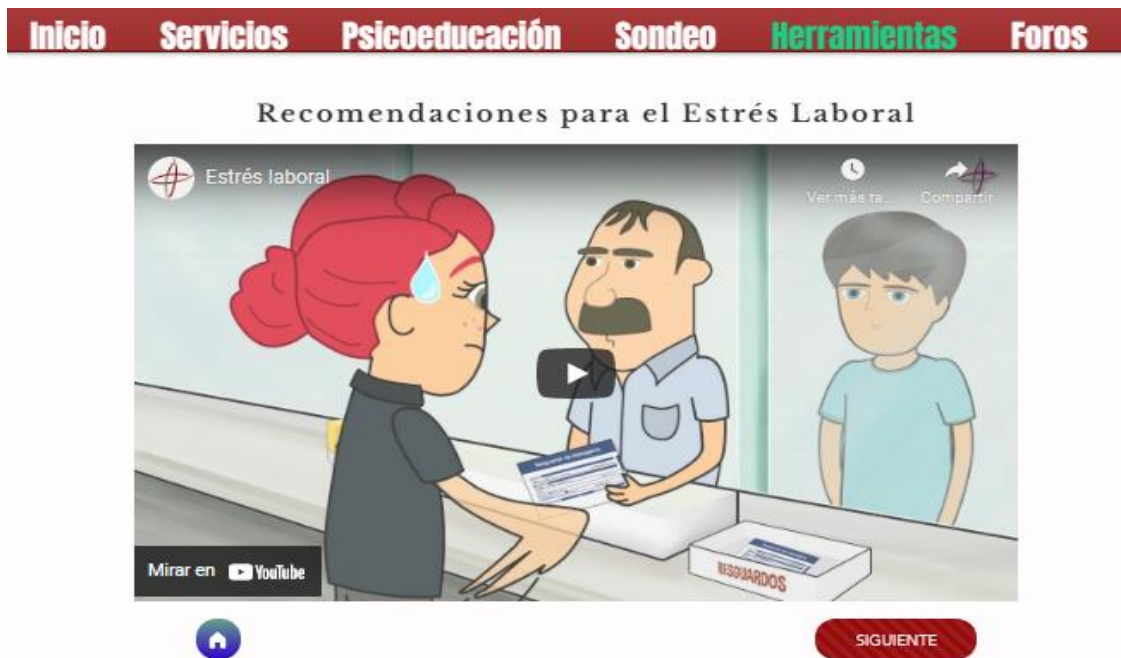 Inicio Servicios Psicoeducación Sondeo Herramientas Foros
Recomendaciones para el Estrés Laboral
Estrés laboral
Ver más ta... Compartir
RESGUARDOS
Mirar en YouTube
SIGUIENTE